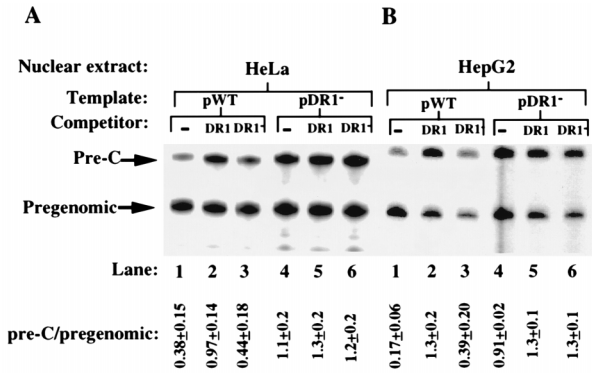 A B
Nuclear extract: HeLa HepG2
Template: pWT pDR1- pWT pDR1-
Competitor: - DR1 DR1- - DR1 DR1- - DR1 DR1- - DR1 DR1-
Pre-C
Pregenomic
Lane: 1 2 3 4 5 6 1 2 3 4 5 6
pre-C/pregenomic: 0.38±0.15 0.97±0.14 0.44±0.18 1.1±0.2 1.3±0.2 1.2±0.2 0.17±0.06 1.3±0.2 0.39±0.20 0.91±0.02 1.3±0.1 1.3±0.1